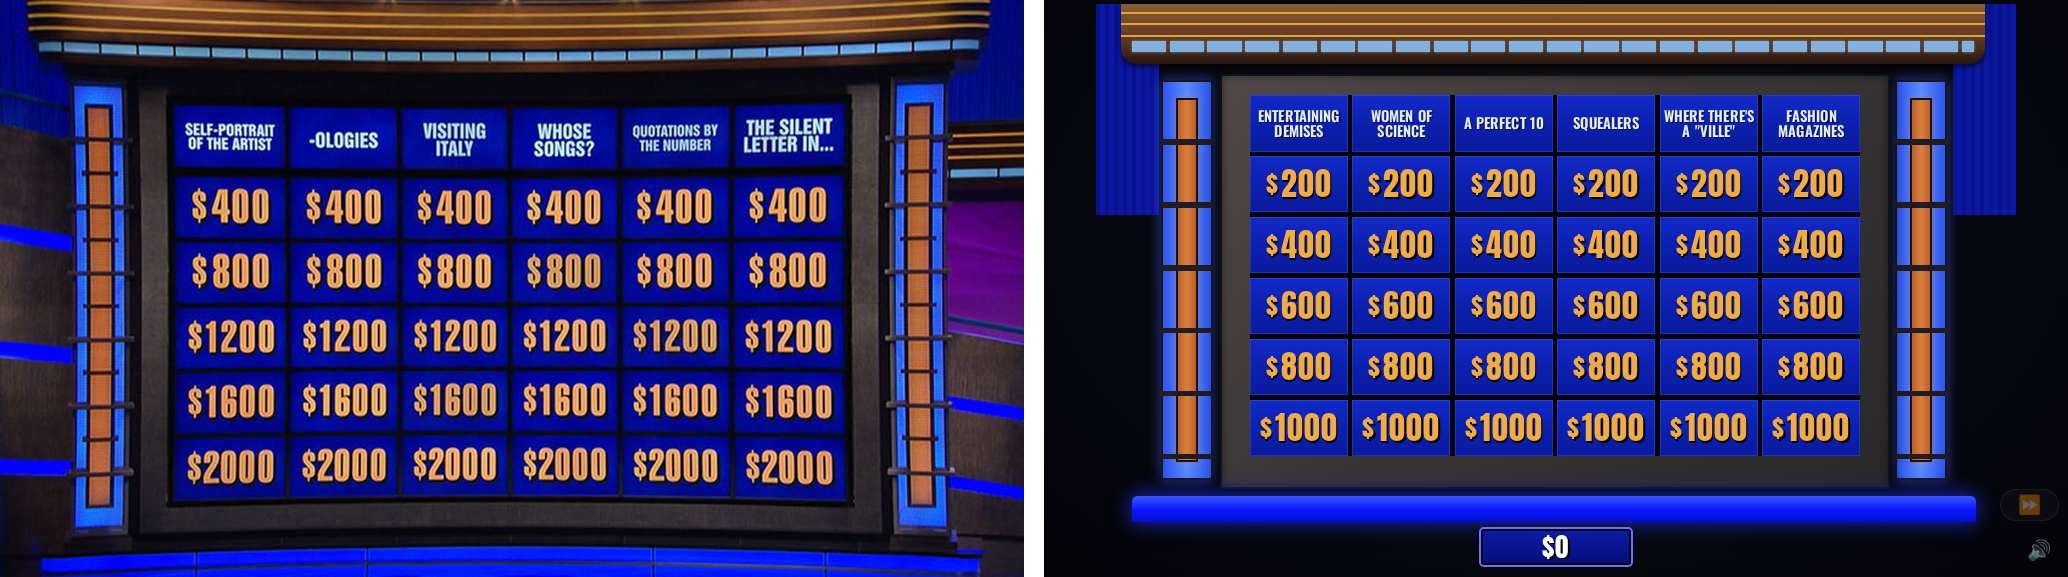 SELF-PORTRAIT
OF THE ARTIST
-OLOGIES
VISITING
ITALY
WHOSE
SONGS?
QUOTATIONS BY
THE NUMBER
THE SILENT
LETTER IN...
$400 $400 $400 $400 $400 $400
$800 $800 $800 $800 $800 $800
$1200 $1200 $1200 $1200 $1200 $1200
$1600 $1600 $1600 $1600 $1600 $1600
$2000 $2000 $2000 $2000 $2000 $2000
ENTERTAINING
DEMISES
WOMEN OF
SCIENCE
A PERFECT 10
SQUEALERS
WHERE THERE'S
A "VILLE"
FASHION
MAGAZINES
$200 $200 $200 $200 $200 $200
$400 $400 $400 $400 $400 $400
$600 $600 $600 $600 $600 $600
$800 $800 $800 $800 $800 $800
$1000 $1000 $1000 $1000 $1000 $1000
$0